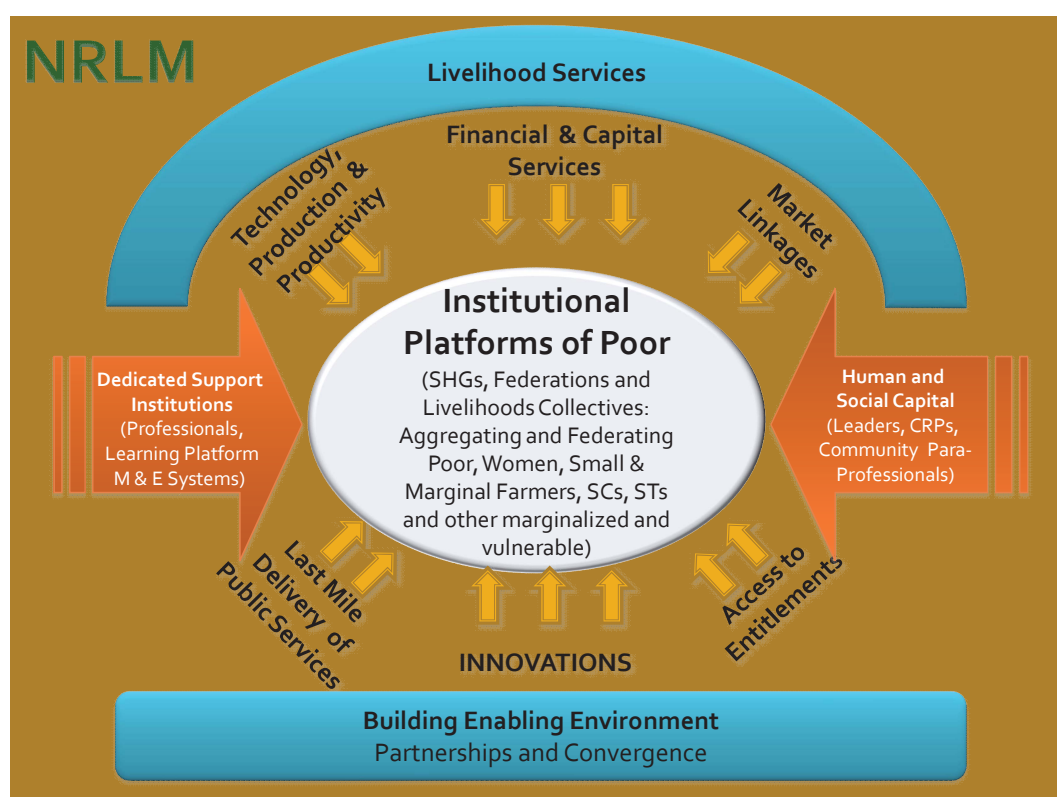 NRLM
Livelihood Services
Financial & Capital
Services
Technology,
Production &
Productivity
Market
Linkages
Institutional
Platforms of Poor
(SHGs, Federations and
Livelihoods Collectives:
Aggregating and Federating
Poor, Women, Small &
Marginal Farmers, SCs, STs
and other marginalized and
vulnerable)
Dedicated Support
Institutions
(Professionals,
Learning Platform
M & E Systems)
Human and
Social Capital
(Leaders, CRPs,
Community Para-
Professionals)
Last Mile
Delivery of
Public Services
INNOVATIONS
Access to
Entitlements
Building Enabling Environment
Partnerships and Convergence